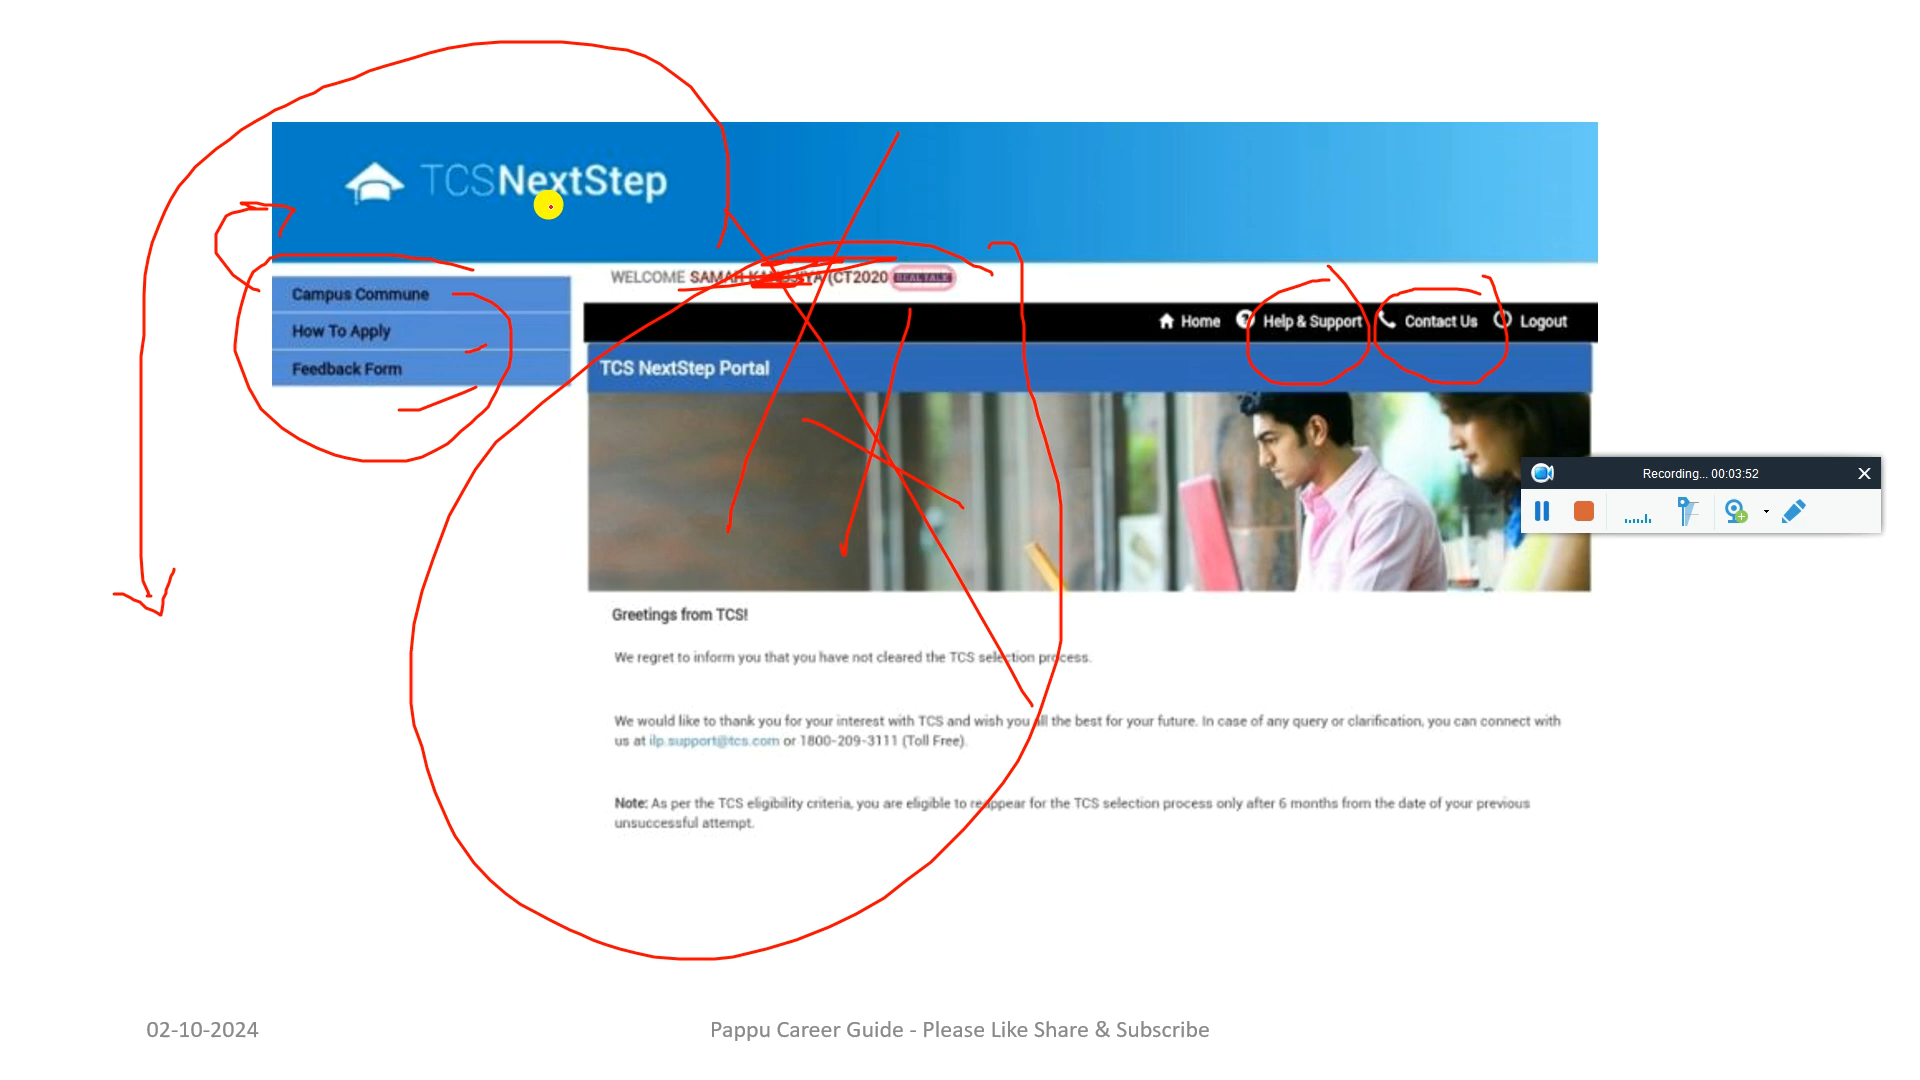 TCSNextStep
WELCOME SAMAR (CT2020 REAL TALK
Campus Commune
How To Apply
Feedback Form
Home Help & Support Contact Us Logout
TCS NextStep Portal
Recording... 00:03:52
Greetings from TCS!
We regret to inform you that you have not cleared the TCS selection process.
We would like to thank you for your interest with TCS and wish you all the best for your future. In case of any query or clarification, you can connect with
us at ilp.support@tcs.com or 1800-209-3111 (Toll Free).
Note: As per the TCS eligibility criteria, you are eligible to reappear for the TCS selection process only after 6 months from the date of your previous
unsuccessful attempt.
02-10-2024
Pappu Career Guide - Please Like Share & Subscribe